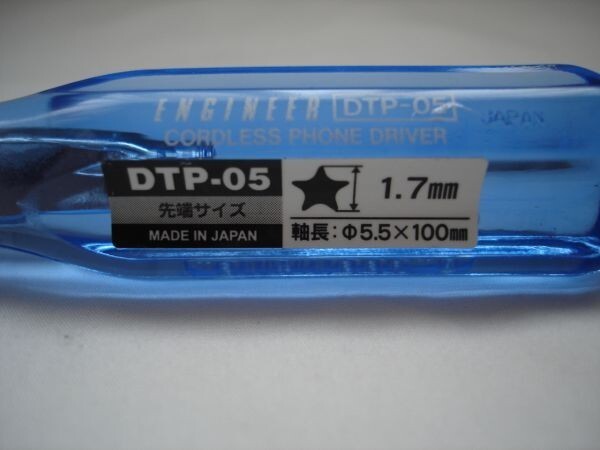 ENGINEER DTP-05 JAPAN
CORDLESS PHONE DRIVER
DTP-05
先端サイズ
MADE IN JAPAN
1.7mm
軸長:Φ5.5×100mm